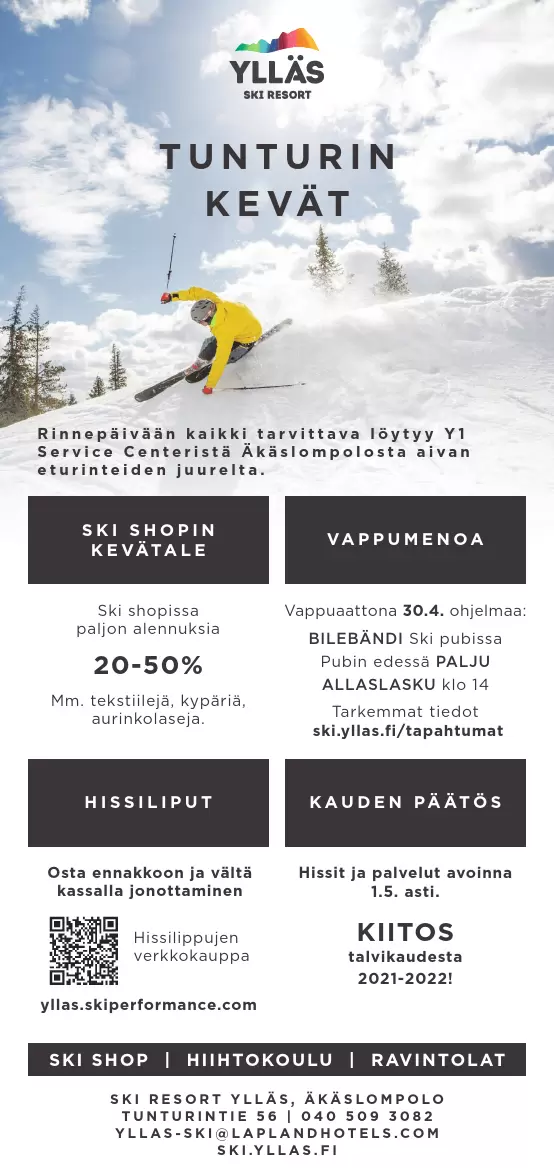 YLLÄS
SKI RESORT
TUNTURIN
KEVÄT
Rinnepäivään kaikki tarvittava löytyy Y1
Service Centeristä Äkäslompolosta aivan
eturinteiden juurelta.
SKI SHOPIN
KEVÄTALE
Ski shopissa
paljon alennuksia
20-50%
Mm. tekstiilejä, kypäriä,
aurinkolaseja.
VAPPUMENOA
Vappuaattona 30.4. ohjelmaa:
BILEBÄNDI Ski pubissa
Pubin edessä PALJU
ALLASLASKU klo 14
Tarkemmat tiedot
ski.yllas.fi/tapahtumat
HISSILIPUT
Osta ennakkoon ja vältä
kassalla jonottaminen
Hissilippujen
verkkokauppa
yllas.skiperformance.com
KAUDEN PÄÄTÖS
Hissit ja palvelut avoinna
1.5. asti.
KIITOS
talvikaudesta
2021-2022!
SKI SHOP | HIIHTOKOULU | RAVINTOLAT
SKI RESORT YLLÄS, ÄKÄSLOMPOLO
TUNTURINTIE 56 | 040 509 3082
YLLAS-SKI@LAPLANDHOTELS.COM
SKI.YLLAS.FI